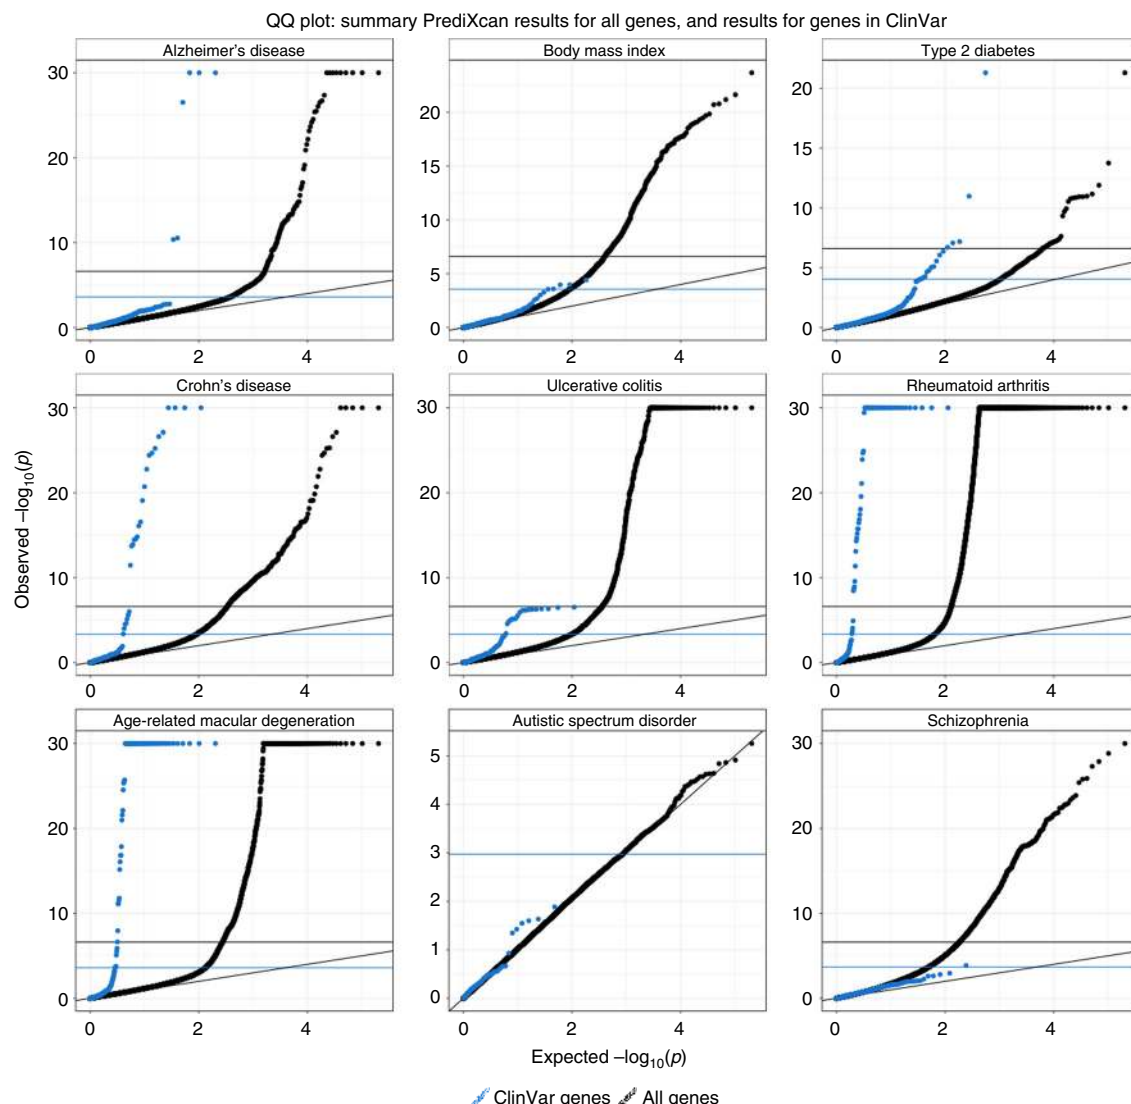 QQ plot: summary PrediXcan results for all genes, and results for genes in ClinVar
Alzheimer's disease
Body mass index
Type 2 diabetes
30
20
10
0
0 2 4
20
15
10
5
0
0 2 4
20
15
10
5
0
0 2 4
Crohn's disease
Ulcerative colitis
Rheumatoid arthritis
Observed –log10(p)
30
20
10
0
0 2 4
30
20
10
0
0 2 4
30
20
10
0
0 2 4
Age-related macular degeneration
Autistic spectrum disorder
Schizophrenia
30
20
10
0
0 2 4
5
4
3
2
1
0
0 2 4
30
20
10
0
0 2 4
Expected –log10(p)
ClinVar genes All genes